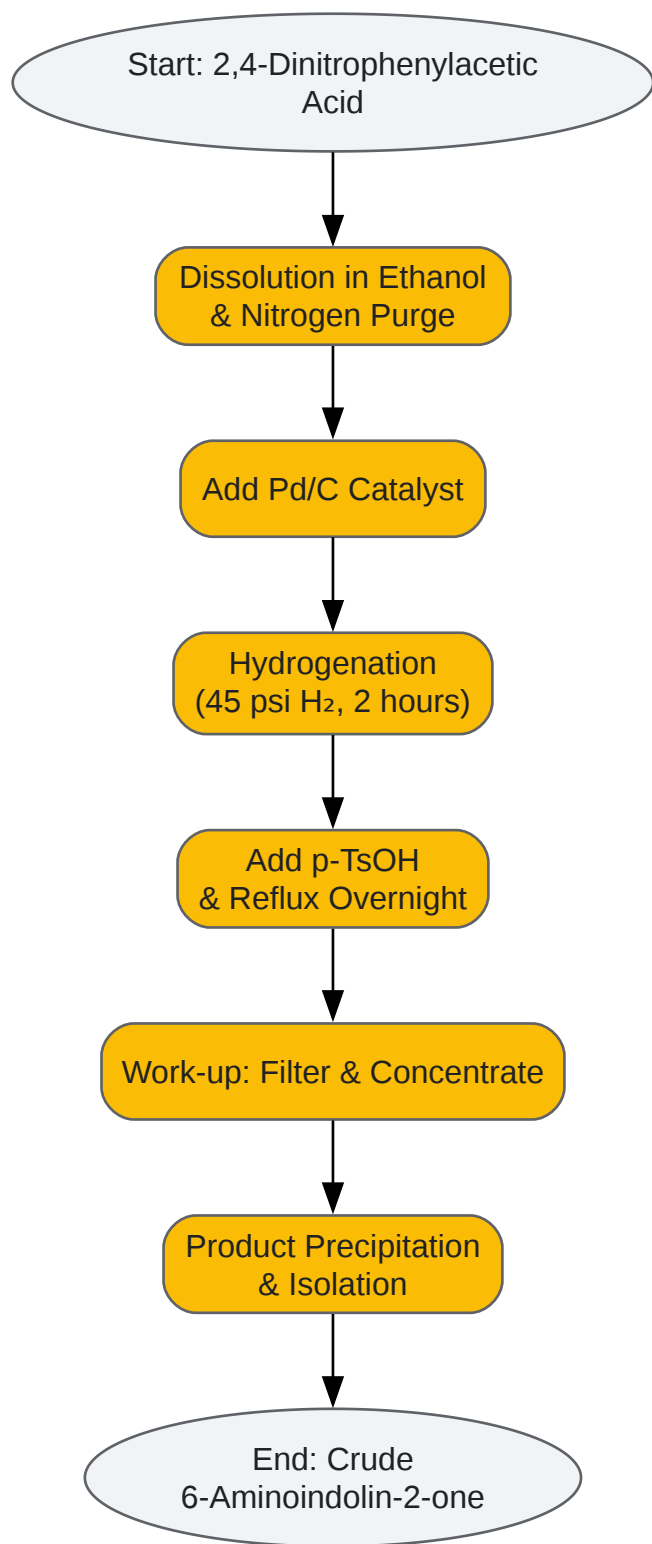 Start: 2,4-Dinitrophenylacetic
Acid
Dissolution in Ethanol
& Nitrogen Purge
Add Pd/C Catalyst
Hydrogenation
(45 psi H₂, 2 hours)
Add p-TsOH
& Reflux Overnight
Work-up: Filter & Concentrate
Product Precipitation
& Isolation
End: Crude
6-Aminoindolin-2-one